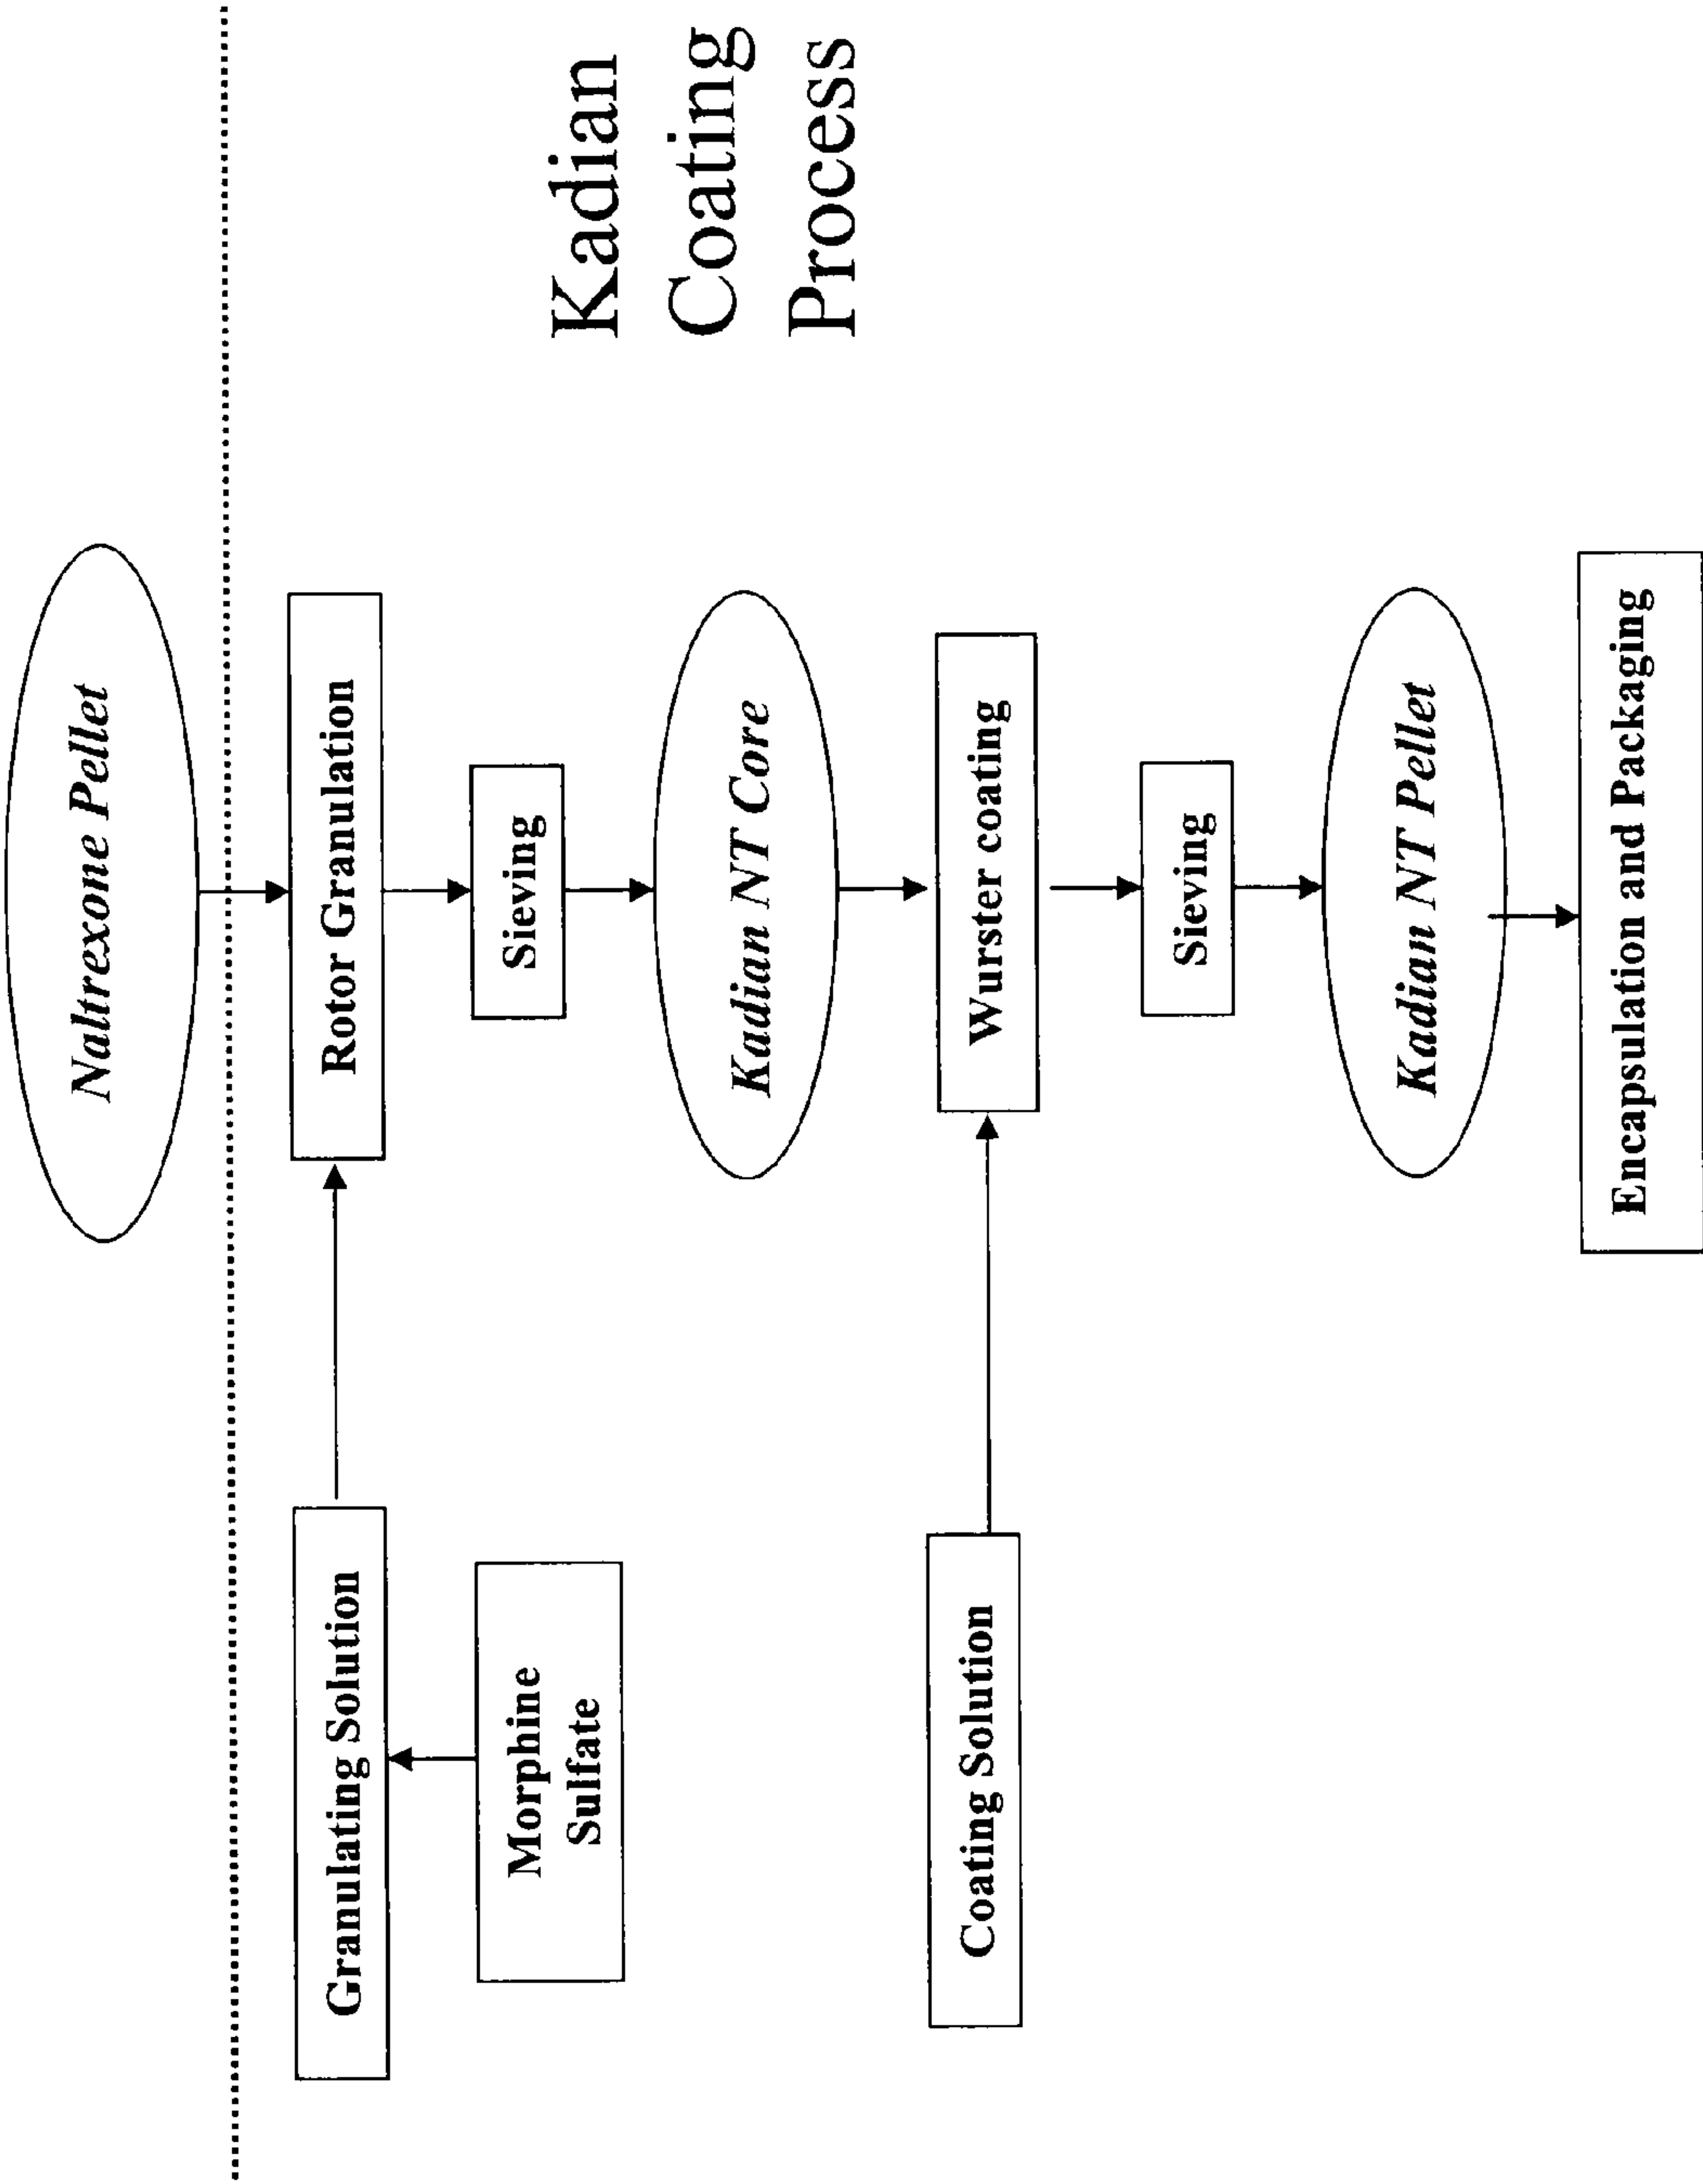 Naltrexone Pellet
Granulating Solution
Rotor Granulation
Morphine
Sulfate
Sieving
Kadian
Coating
Process
Kadian NT Core
Coating Solution
Wurster coating
Sieving
Kadian NT Pellet
Encapsulation and Packaging